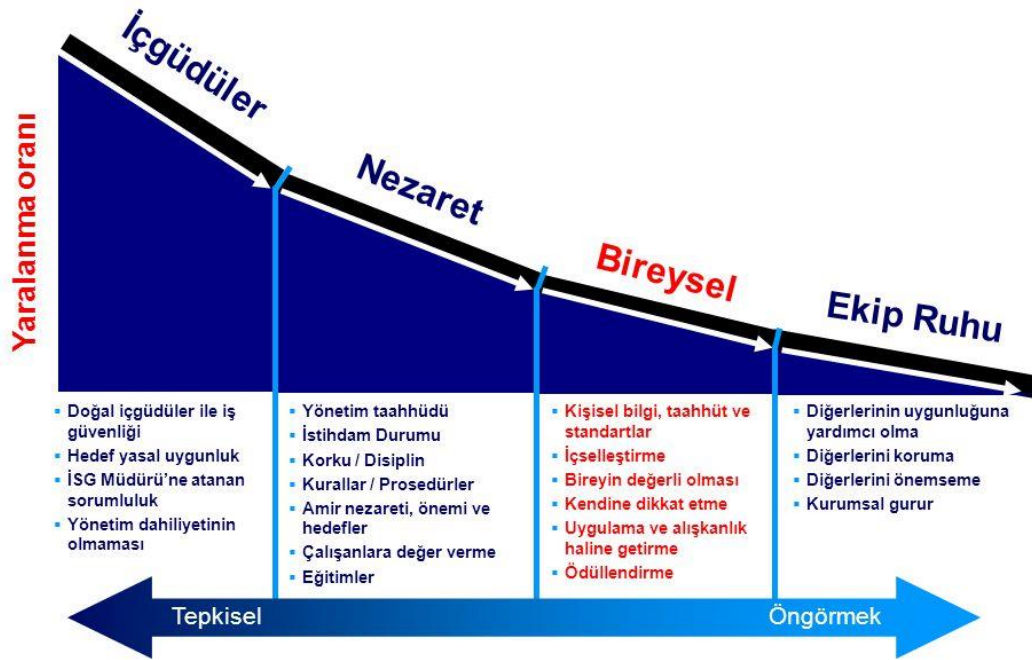 Yaralanma oranı
İçgüdüler
Nezaret
Bireysel
Ekip Ruhu
▪ Doğal içgüdüler ile iş
güvenliği
▪ Hedef yasal uygunluk
▪ İSG Müdürü'ne atanan
sorumluluk
▪ Yönetim dahiliyetinin
olmaması
▪ Yönetim taahhüdü
▪ İstihdam Durumu
▪ Korku / Disiplin
▪ Kurallar / Prosedürler
▪ Amir nezareti, önemi ve
hedefler
▪ Çalışanlara değer verme
▪ Eğitimler
▪ Kişisel bilgi, taahhüt ve
standartlar
▪ İçselleştirme
▪ Bireyin değerli olması
▪ Kendine dikkat etme
▪ Uygulama ve alışkanlık
haline getirme
▪ Ödüllendirme
▪ Diğerlerinin uygunluğuna
yardımcı olma
▪ Diğerlerini koruma
▪ Diğerlerini önemseme
▪ Kurumsal gurur
Tepkisel
Öngörmek